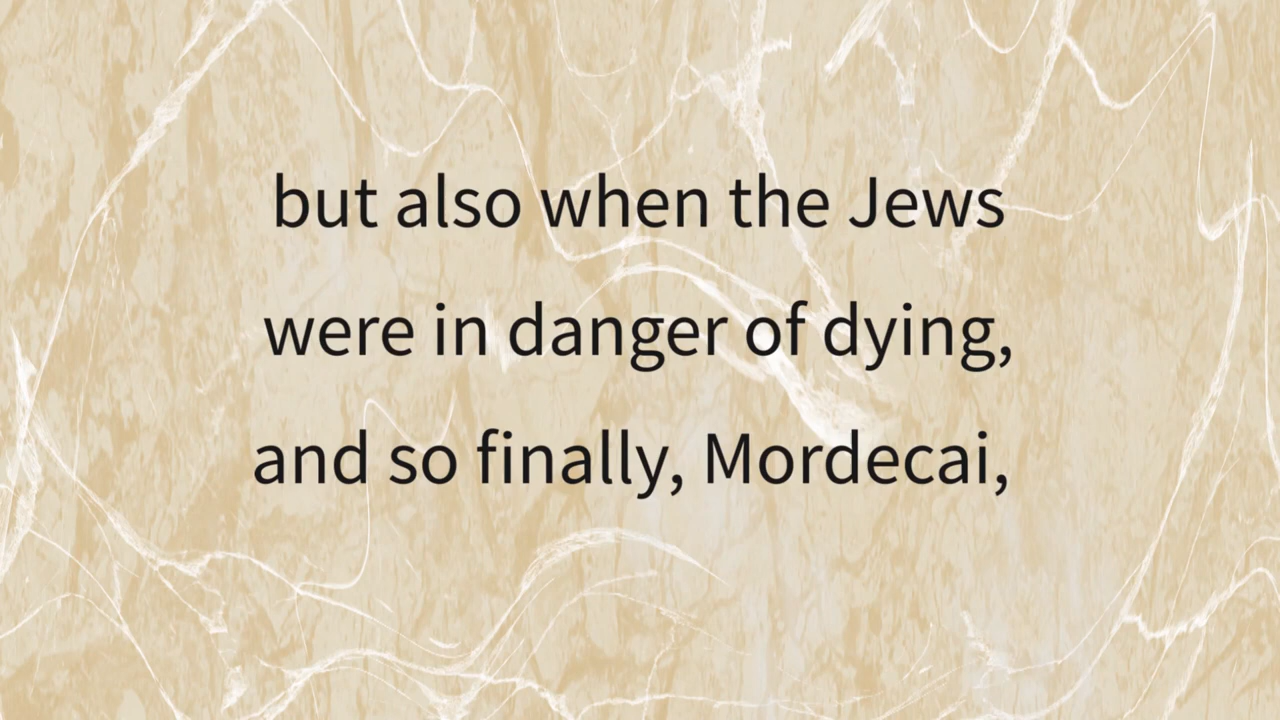 but also when the Jews
were in danger of dying,
and so finally, Mordecai,